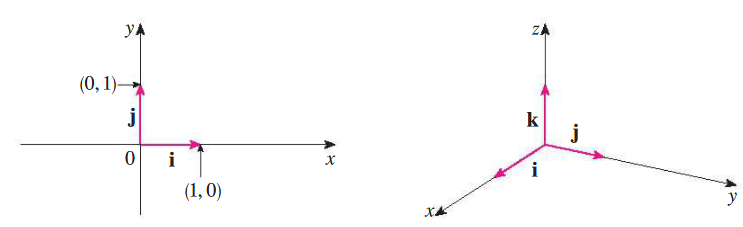 y
(0, 1)
j
0
i
x
(1, 0)
z
k
j
i
x
y